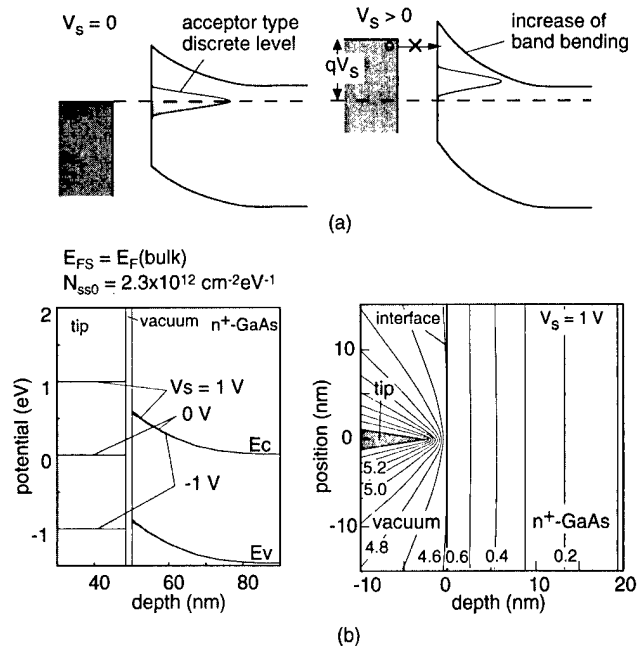 V_S = 0
acceptor type
discrete level
V_S > 0
increase of
band bending
qV_S
(a)
E_FS = E_F(bulk)
N_ss0 = 2.3x10^12 cm^-2 eV^-1
2
1
0
-1
potential (eV)
tip
vacuum
n^+-GaAs
Vs = 1 V
0 V
-1 V
Ec
Ev
40
60
80
depth (nm)
10
0
-10
position (nm)
interface
V_S = 1 V
tip
5.2
5.0
4.8
vacuum
n^+-GaAs
4.6
0.6
0.4
0.2
-10
0
10
20
depth (nm)
(b)